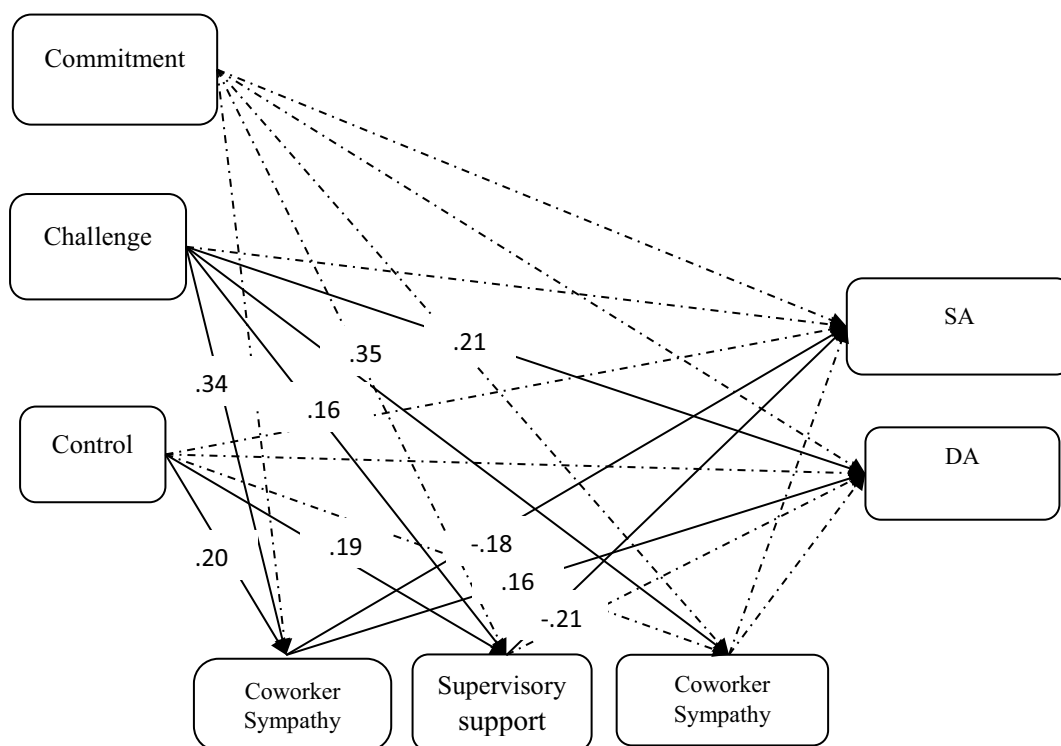 Commitment
Challenge
SA
.21
.35
.34
.16
Control
DA
-.18
.19
.20
.16
-.21
Coworker
Sympathy
Supervisory
support
Coworker
Sympathy